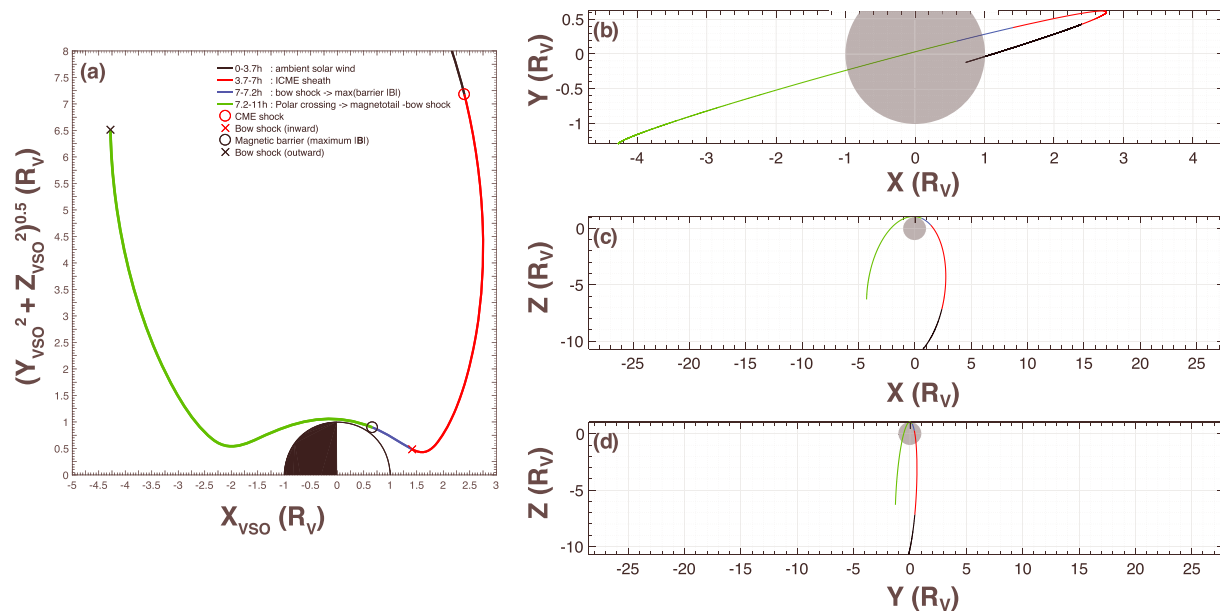 (a)
0-3.7h : ambient solar wind
3.7-7h : ICME sheath
7-7.2h : bow shock -> max(barrier |B|)
7.2-11h : Polar crossing -> magnetotail -bow shock
CME shock
Bow shock (inward)
Magnetic barrier (maximum |B|)
Bow shock (outward)
(Y_VSO^2 + Z_VSO^2)^0.5 (R_V)
8
7.5
7
6.5
6
5.5
5
4.5
4
3.5
3
2.5
2
1.5
1
0.5
0
-5 -4.5 -4 -3.5 -3 -2.5 -2 -1.5 -1 -0.5 0 0.5 1 1.5 2 2.5 3
X_VSO (R_V)
(b)
Y (R_V)
0.5
0
-0.5
-1
-4 -3 -2 -1 0 1 2 3 4
X (R_V)
(c)
Z (R_V)
0
-5
-10
-25 -20 -15 -10 -5 0 5 10 15 20 25
X (R_V)
(d)
Z (R_V)
0
-5
-10
-25 -20 -15 -10 -5 0 5 10 15 20 25
Y (R_V)